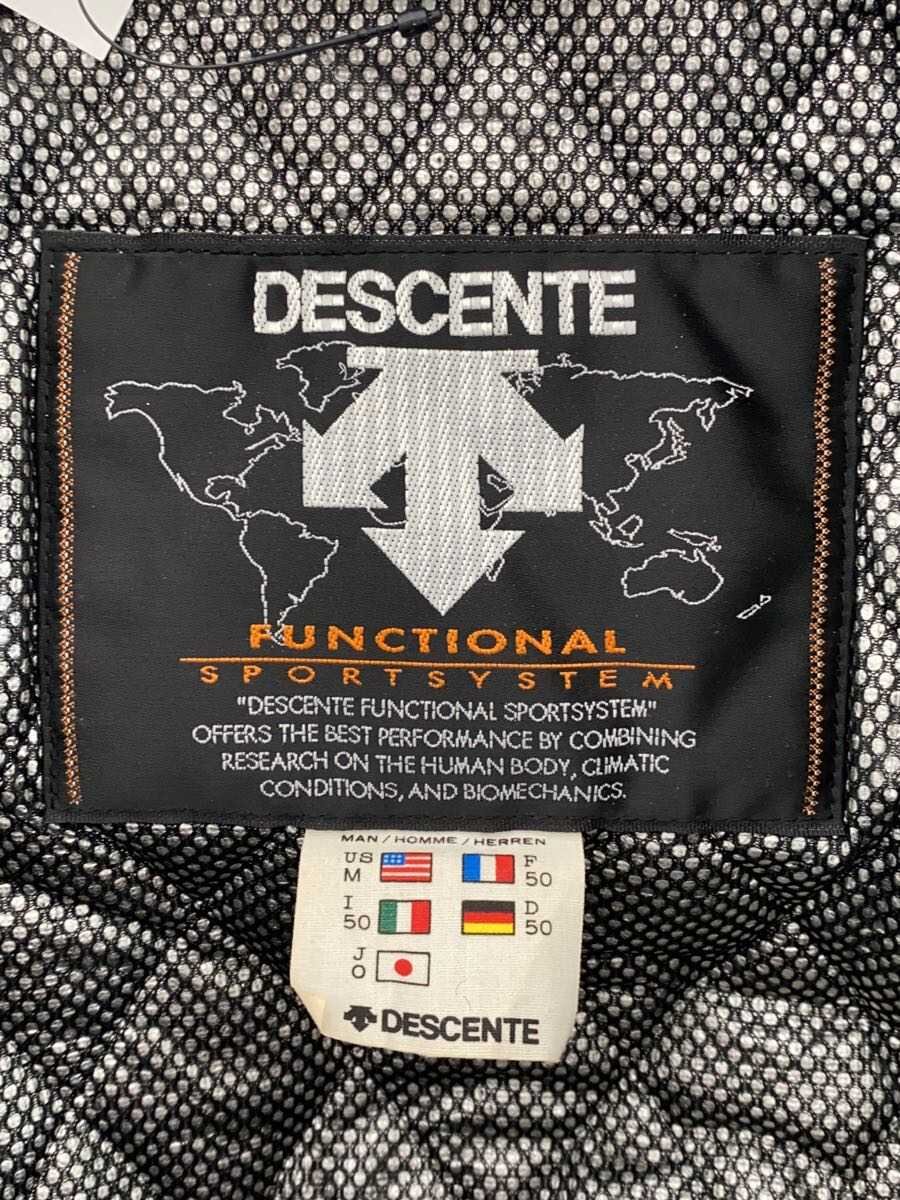 DESCENTE
FUNCTIONAL
SPORTSYSTEM
"DESCENTE FUNCTIONAL SPORTSYSTEM"
OFFERS THE BEST PERFORMANCE BY COMBINING
RESEARCH ON THE HUMAN BODY, CLIMATIC
CONDITIONS, AND BIOMECHANICS.
MAN / HOMME / HERREN
US M F 50
I 50 D 50
J O
DESCENTE